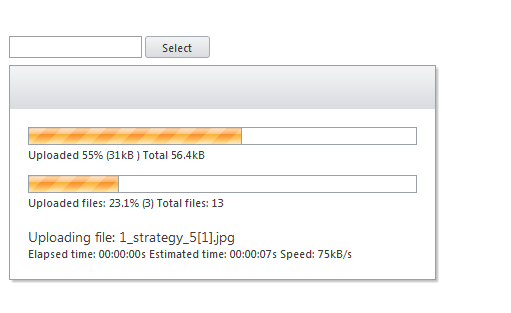 Select
Uploaded 55% (31kB ) Total 56.4kB
Uploaded files: 23.1% (3) Total files: 13
Uploading file: 1_strategy_5[1].jpg
Elapsed time: 00:00:00s Estimated time: 00:00:07s Speed: 75kB/s